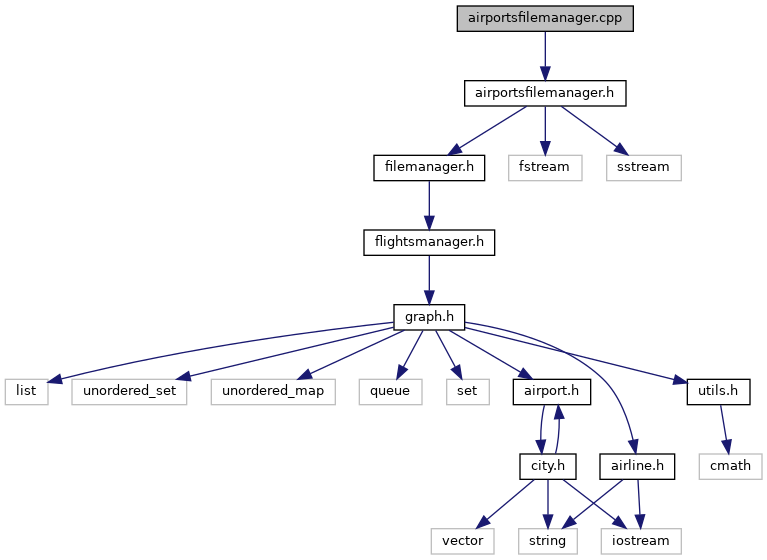 airportsfilemanager.cpp
airportsfilemanager.h
filemanager.h
fstream
sstream
flightsmanager.h
graph.h
list
unordered_set
unordered_map
queue
set
airport.h
utils.h
city.h
airline.h
cmath
vector
string
iostream